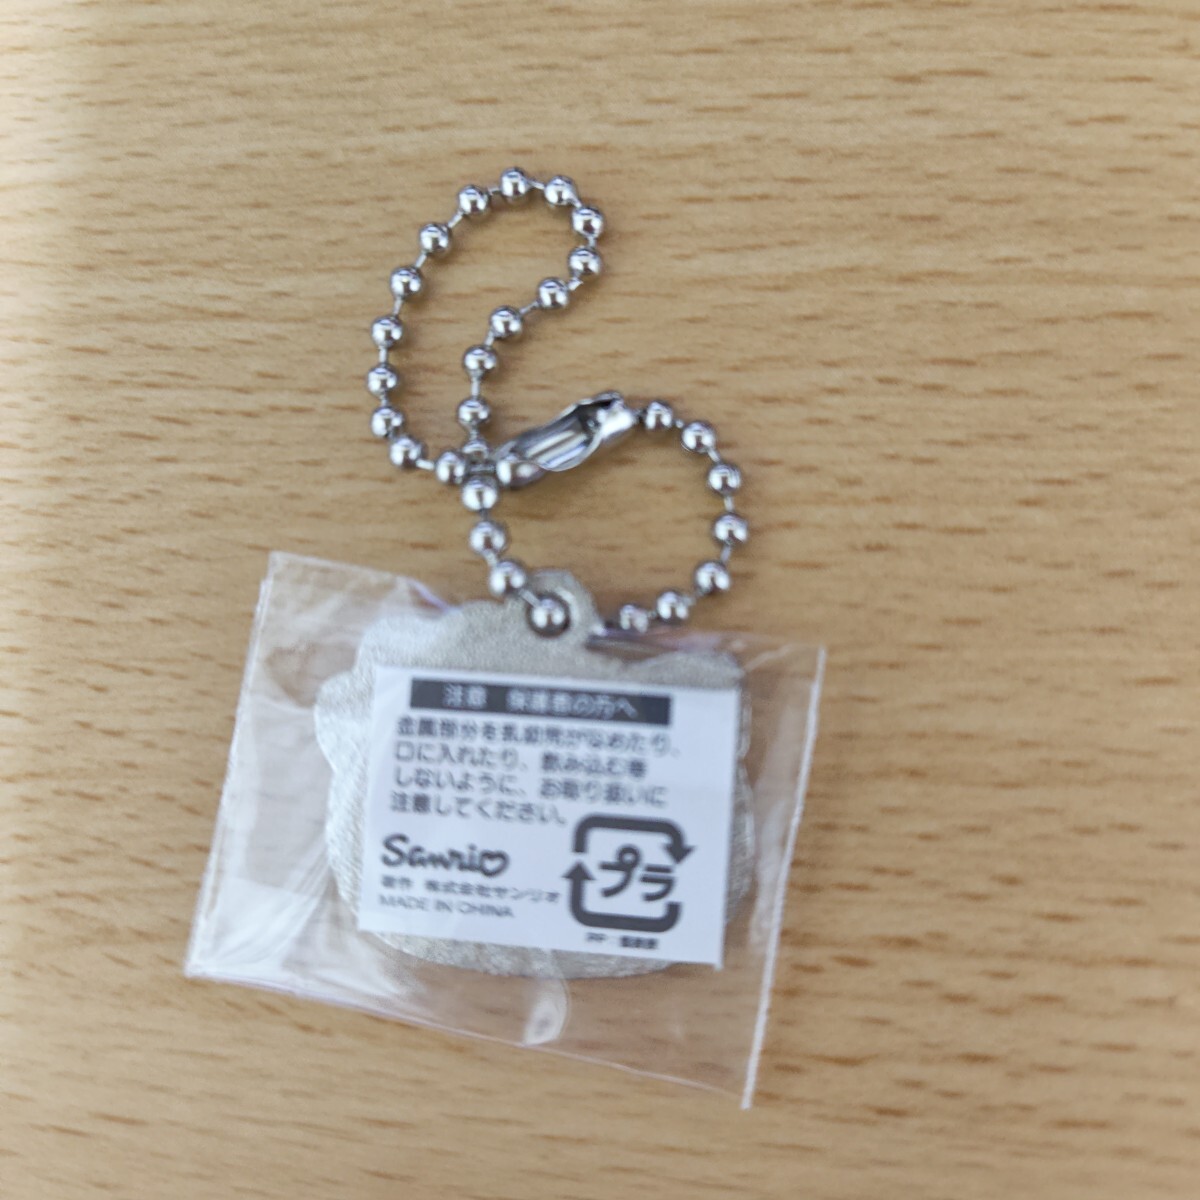 注意 保護者の方へ
金属部分を乳幼児がなめたり、
口に入れたり、飲み込む事
しないように、お取り扱いに
注意してください。
Sanrio
著作 株式会社サンリオ
MADE IN CHINA
プラ
PP: